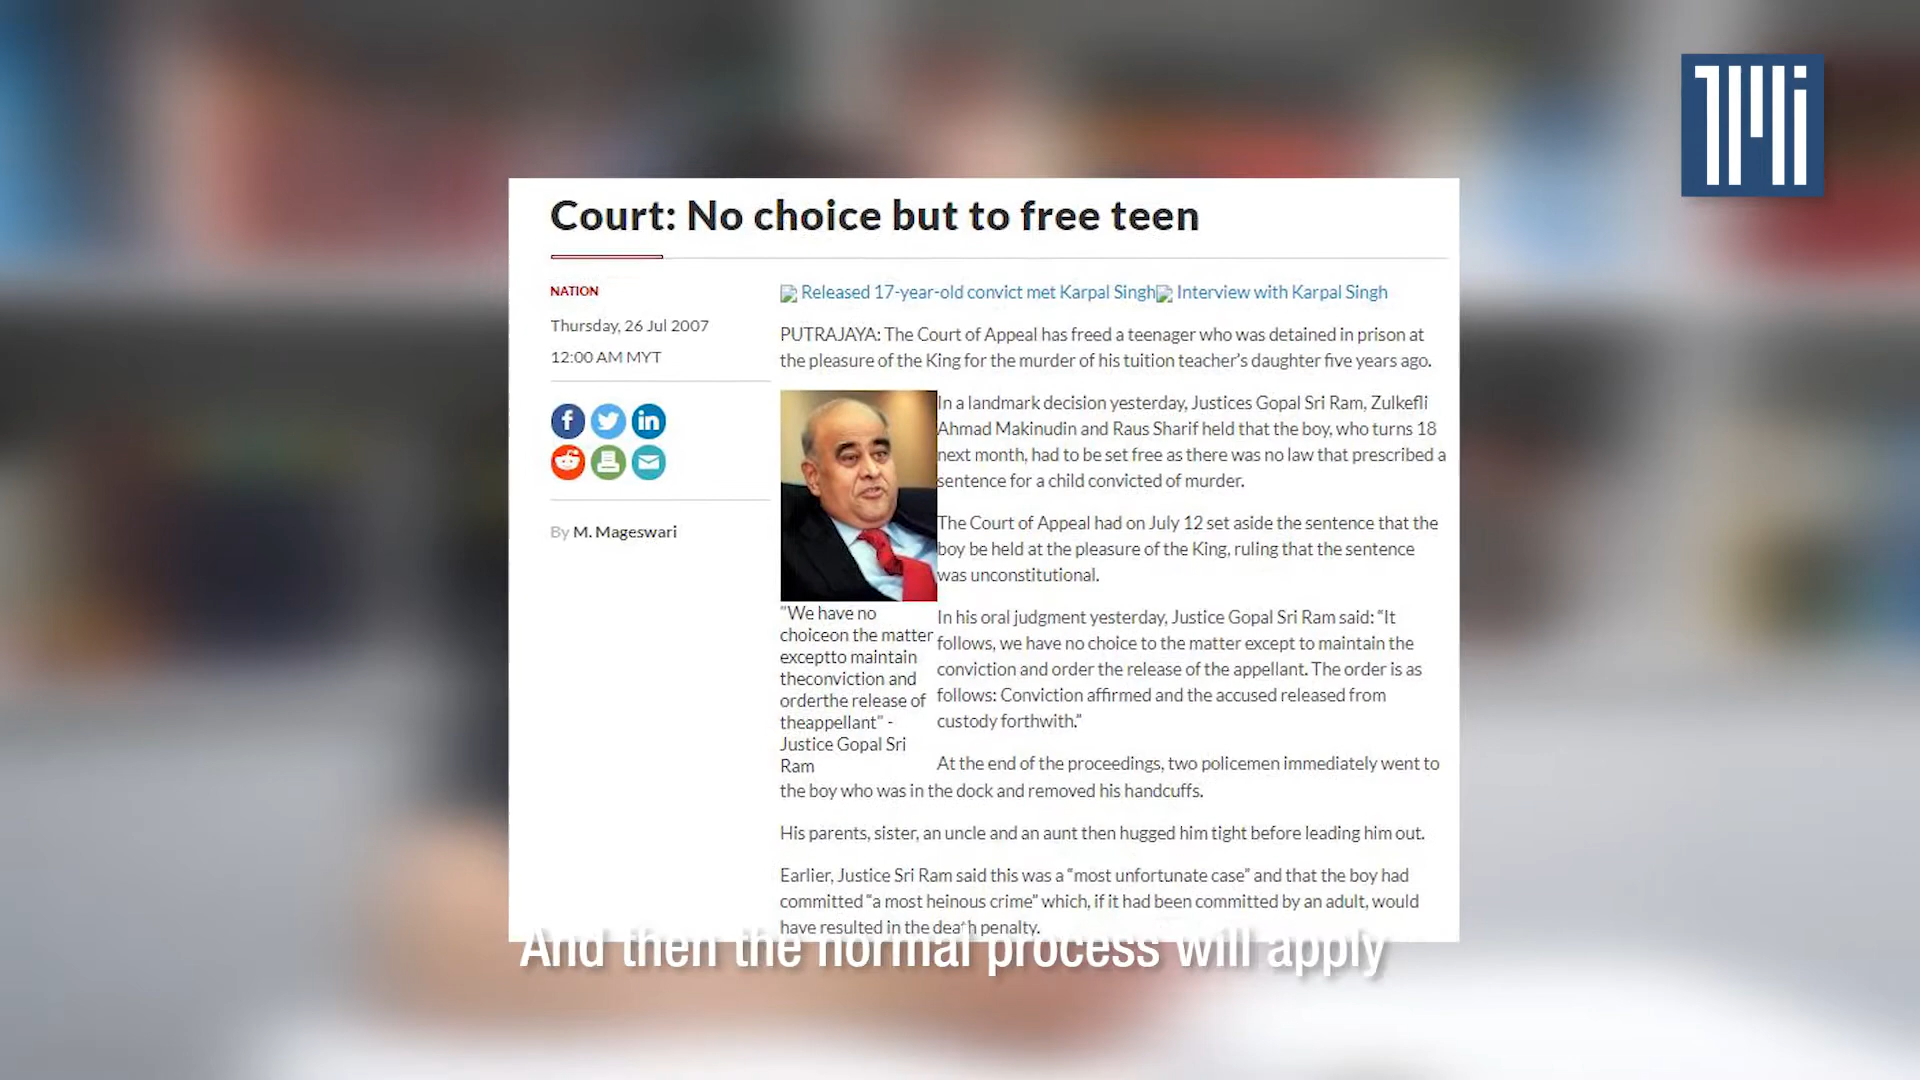 TMi
Court: No choice but to free teen
NATION
Thursday, 26 Jul 2007
12:00 AM MYT
By M. Mageswari
Released 17-year-old convict met Karpal Singh Interview with Karpal Singh
PUTRAJAYA: The Court of Appeal has freed a teenager who was detained in prison at
the pleasure of the King for the murder of his tuition teacher's daughter five years ago.
In a landmark decision yesterday, Justices Gopal Sri Ram, Zulkefli
Ahmad Makinudin and Raus Sharif held that the boy, who turns 18
next month, had to be set free as there was no law that prescribed a
sentence for a child convicted of murder.
The Court of Appeal had on July 12 set aside the sentence that the
boy be held at the pleasure of the King, ruling that the sentence
was unconstitutional.
"We have no
choiceon the matter
exceptto maintain
theconviction and
orderthe release of
theappellant" -
Justice Gopal Sri
Ram
In his oral judgment yesterday, Justice Gopal Sri Ram said: “It
follows, we have no choice to the matter except to maintain the
conviction and order the release of the appellant. The order is as
follows: Conviction affirmed and the accused released from
custody forthwith.”
At the end of the proceedings, two policemen immediately went to
the boy who was in the dock and removed his handcuffs.
His parents, sister, an uncle and an aunt then hugged him tight before leading him out.
Earlier, Justice Sri Ram said this was a “most unfortunate case” and that the boy had
committed “a most heinous crime” which, if it had been committed by an adult, would
have resulted in the death penalty.
And then the normal process will apply